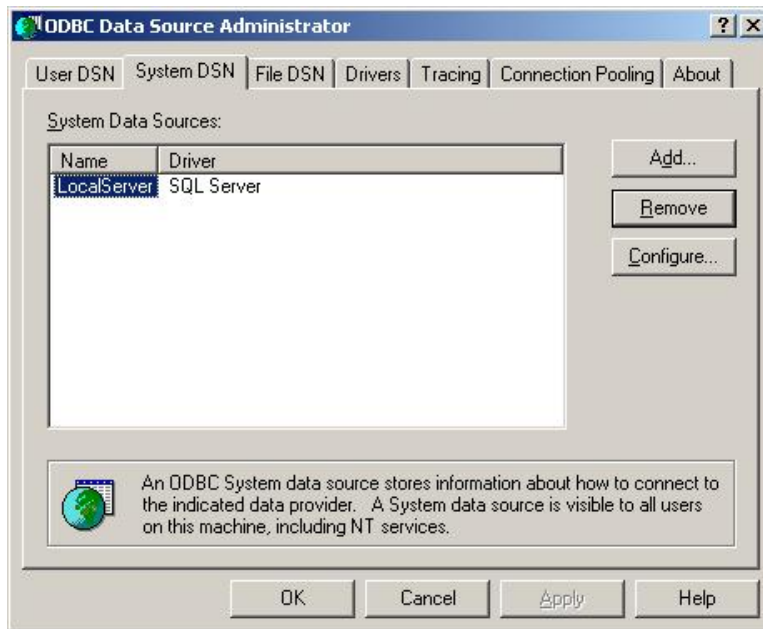 ODBC Data Source Administrator
User DSN System DSN File DSN Drivers Tracing Connection Pooling About
System Data Sources:
Name Driver
LocalServer SQL Server
Add...
Remove
Configure...
An ODBC System data source stores information about how to connect to
the indicated data provider. A System data source is visible to all users
on this machine, including NT services.
OK Cancel Apply Help